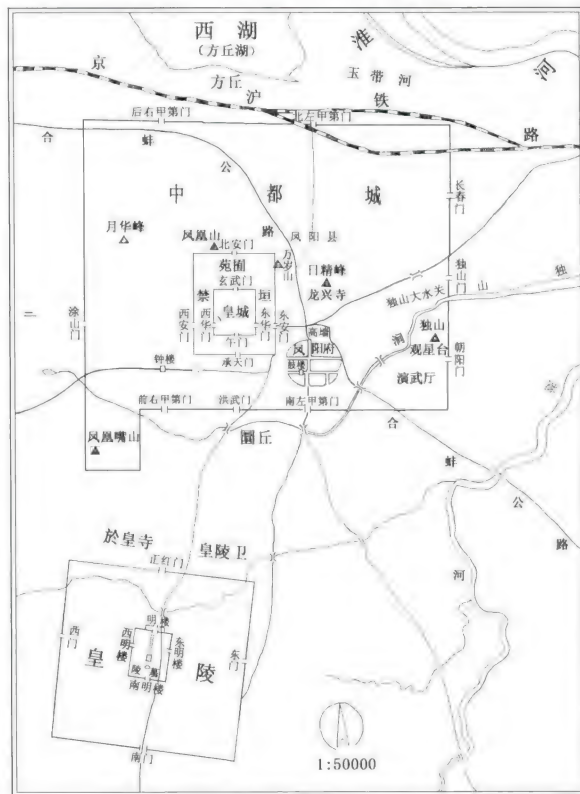 西湖
（方丘湖）
淮
河
玉带河
方丘
京
沪
铁
路
后右甲第门
北左甲第门
合
蚌
公
路
中都城
长春门
月华峰
凤凰山
北安门
万岁山
凤阳县
苑囿
玄武门
日精峰
龙兴寺
独山门
独山大水关
山
独
禁垣
皇城
西安门
西华门
东华门
东安门
涂山门
午门
承天门
高墙
凤阳府
鼓楼
涧
独山
观星台
朝阳门
演武厅
钟楼
前右甲第门
洪武门
南左甲第门
圜丘
凤凰嘴山
合
蚌
公
路
河
於皇寺
皇陵卫
正红门
明楼
西门
西明楼
东明楼
东门
皇陵
陵墓
南明楼
南门
1:50000